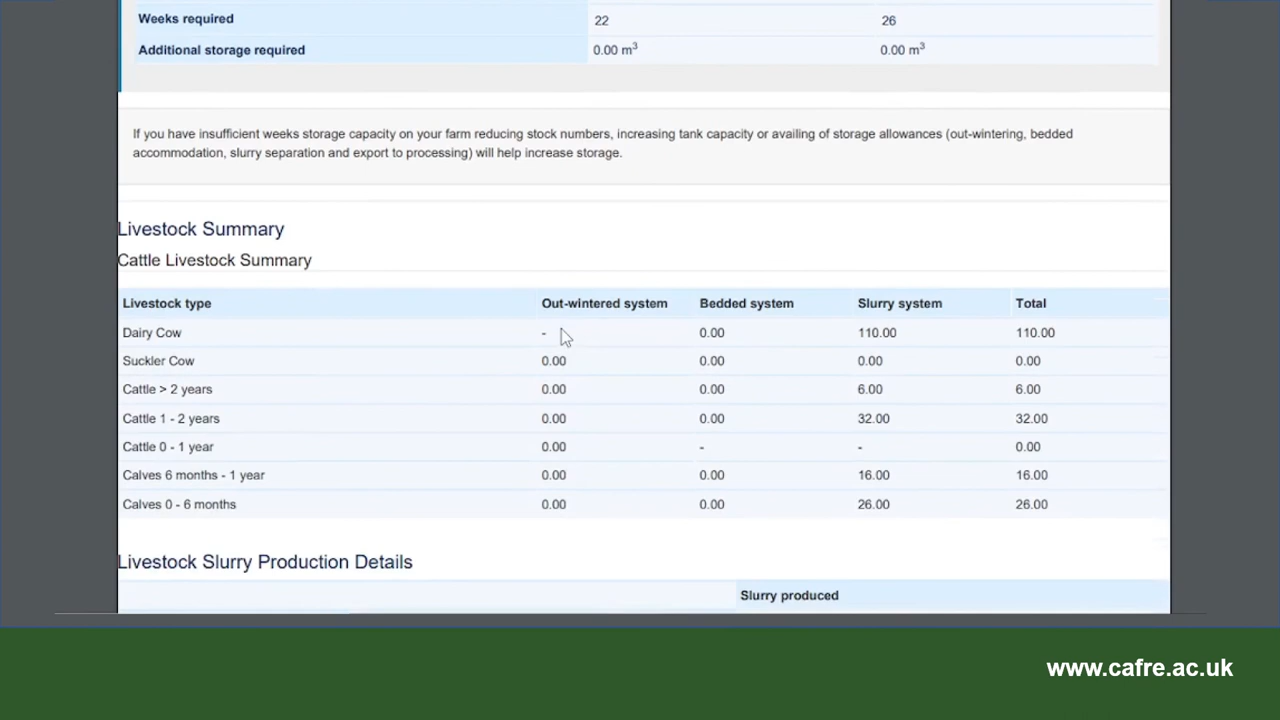 Weeks required 22 26
Additional storage required 0.00 m³ 0.00 m³
If you have insufficient weeks storage capacity on your farm reducing stock numbers, increasing tank capacity or availing of storage allowances (out-wintering, bedded
accommodation, slurry separation and export to processing) will help increase storage.
Livestock Summary
Cattle Livestock Summary
Livestock type Out-wintered system Bedded system Slurry system Total
Dairy Cow - 0.00 110.00 110.00
Suckler Cow 0.00 0.00 0.00 0.00
Cattle > 2 years 0.00 0.00 6.00 6.00
Cattle 1 - 2 years 0.00 0.00 32.00 32.00
Cattle 0 - 1 year 0.00 - - 0.00
Calves 6 months - 1 year 0.00 0.00 16.00 16.00
Calves 0 - 6 months 0.00 0.00 26.00 26.00
Livestock Slurry Production Details
Slurry produced
www.cafre.ac.uk